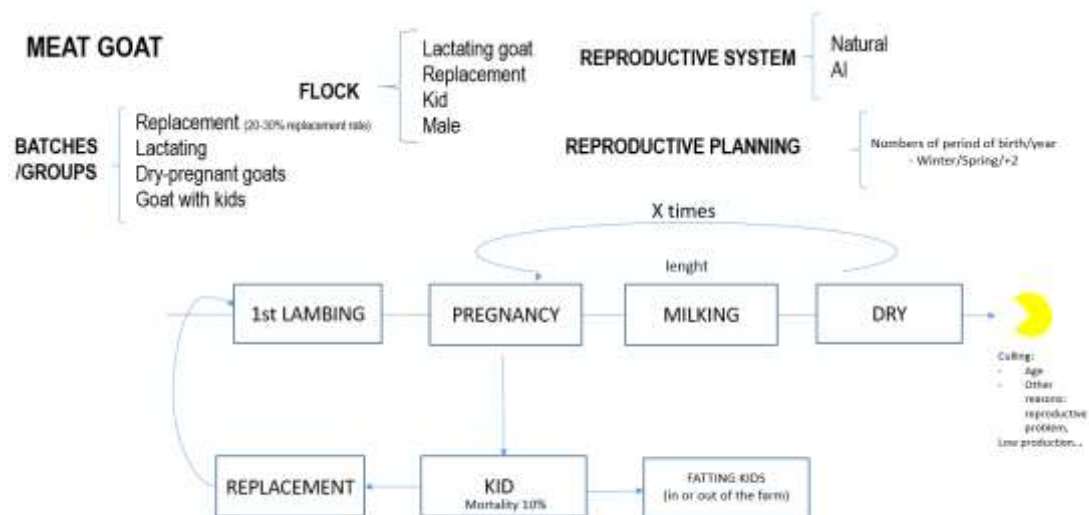 MEAT GOAT
FLOCK
Lactating goat
Replacement
Kid
Male
REPRODUCTIVE SYSTEM
Natural
AI
BATCHES
/GROUPS
Replacement (20-30% replacement rate)
Lactating
Dry-pregnant goats
Goat with kids
REPRODUCTIVE PLANNING
Numbers of period of birth/year
- Winter/Spring/+2
X times
lenght
1st LAMBING
PREGNANCY
MILKING
DRY
Culling:
- Age
- Other
reasons:
reproductive
problem,
Low production...
REPLACEMENT
KID
Mortality 10%
FATTING KIDS
(in or out of the farm)